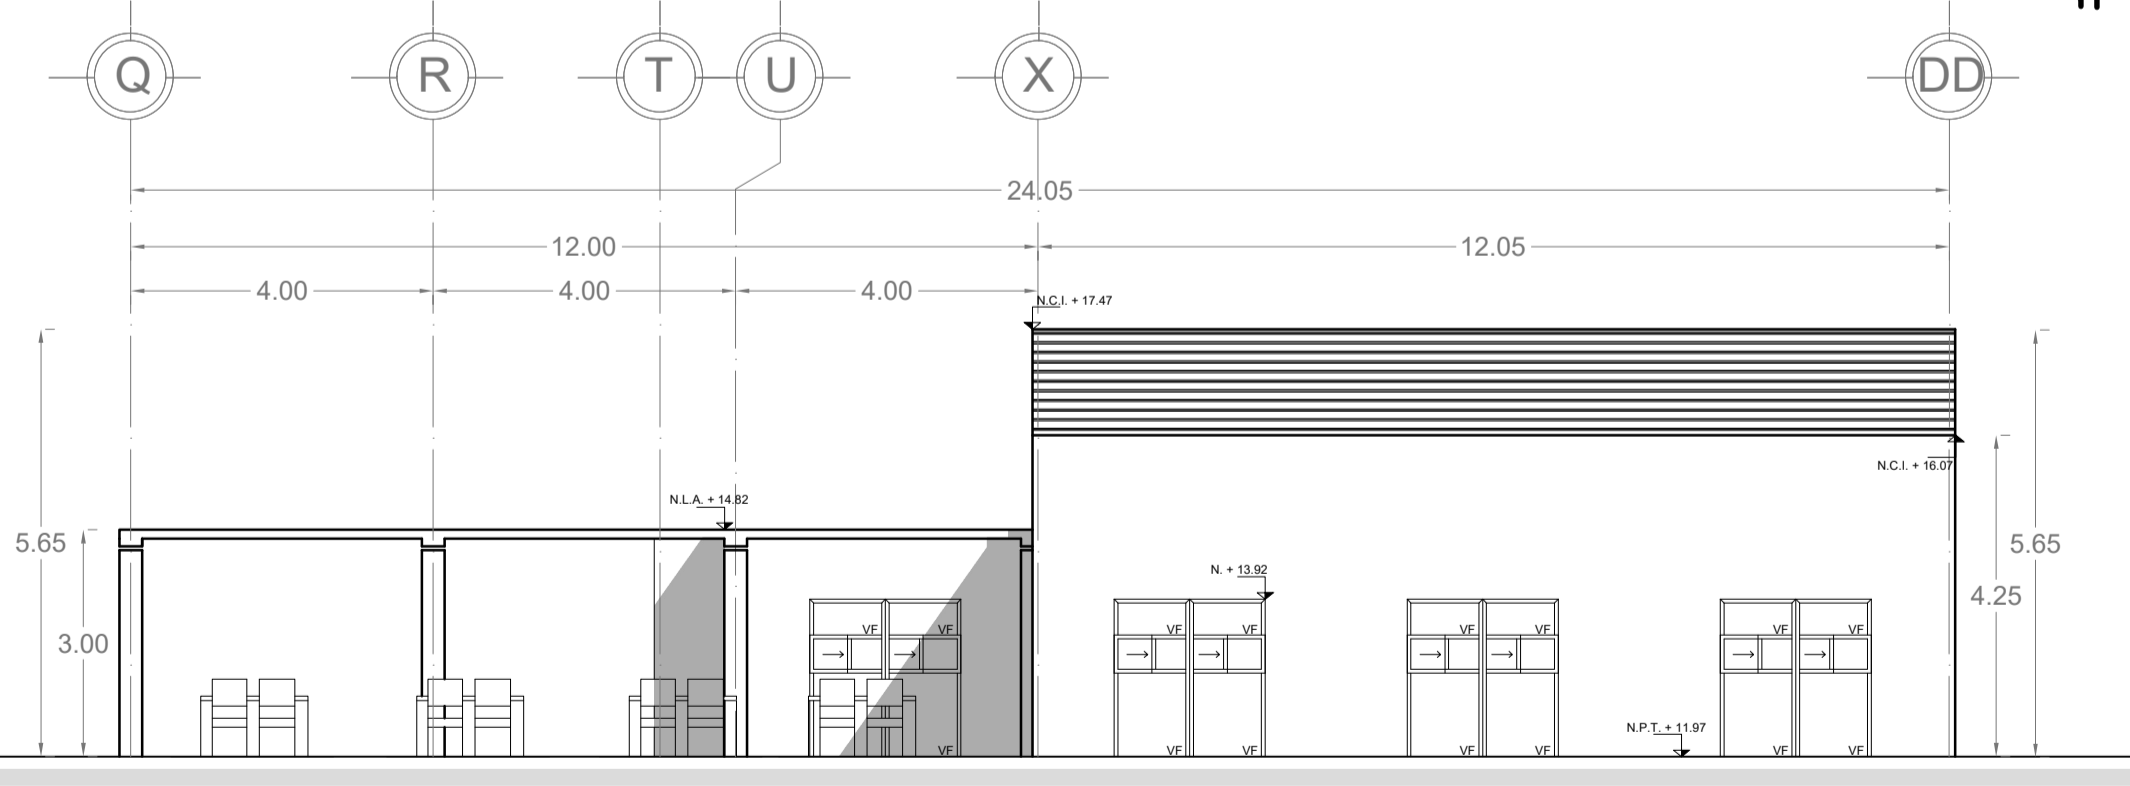 Q R T U X DD
24.05
12.00 12.05
4.00 4.00 4.00
N.C.I. + 17.47
N.C.I. + 16.07
N.L.A. + 14.82
5.65 5.65
N. + 13.92
4.25
3.00
VF VF VF VF VF VF VF VF
N.P.T. + 11.97
VF VF VF VF VF VF VF